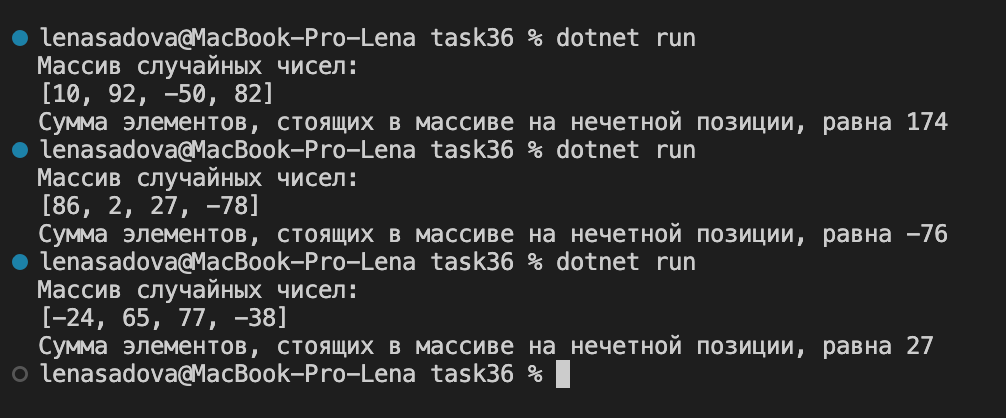 lenasadova@MacBook-Pro-Lena task36 % dotnet run
Массив случайных чисел:
[10, 92, -50, 82]
Сумма элементов, стоящих в массиве на нечетной позиции, равна 174
lenasadova@MacBook-Pro-Lena task36 % dotnet run
Массив случайных чисел:
[86, 2, 27, -78]
Сумма элементов, стоящих в массиве на нечетной позиции, равна -76
lenasadova@MacBook-Pro-Lena task36 % dotnet run
Массив случайных чисел:
[-24, 65, 77, -38]
Сумма элементов, стоящих в массиве на нечетной позиции, равна 27
lenasadova@MacBook-Pro-Lena task36 %